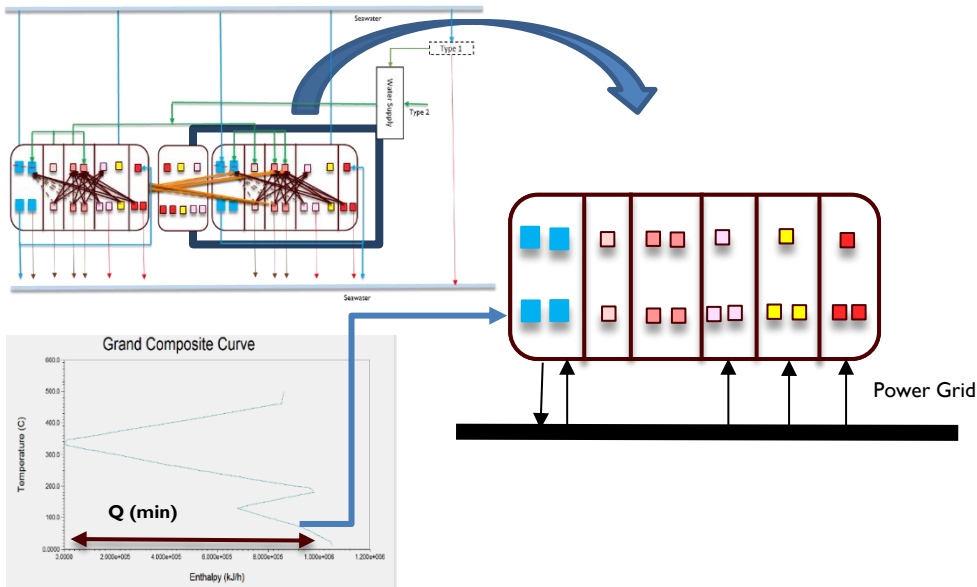 Seawater
Type 1
Water Supply
Type 2
Seawater
Grand Composite Curve
600.0
500.0
400.0
300.0
200.0
100.0
0.0000
Temperature (C)
Q (min)
0.0000 2.000e+005 4.000e+005 6.000e+005 8.000e+005 1.000e+006 1.200e+006
Enthalpy (kJ/h)
Power Grid